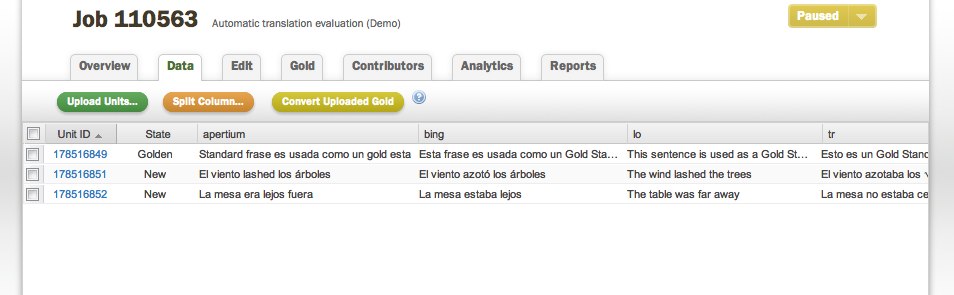 Job 110563 Automatic translation evaluation (Demo) Paused
Overview Data Edit Gold Contributors Analytics Reports
Upload Units... Split Column... Convert Uploaded Gold ?
Unit ID State apertium bing lo tr
178516849 Golden Standard frase es usada como un gold esta Esta frase es usada como un Gold Sta... This sentence is used as a Gold St... Esto es un Gold Stand
178516851 New El viento lashed los árboles El viento azotó los árboles The wind lashed the trees El viento azotaba los
178516852 New La mesa era lejos fuera La mesa estaba lejos The table was far away La mesa no estaba ce